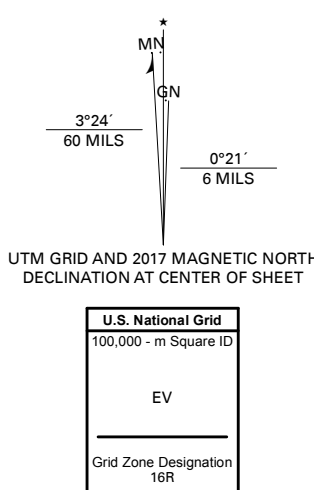 ★
MN
GN
3°24´
60 MILS
0°21´
6 MILS
UTM GRID AND 2017 MAGNETIC NORTH
DECLINATION AT CENTER OF SHEET
U.S. National Grid
100,000 - m Square ID
EV
Grid Zone Designation
16R